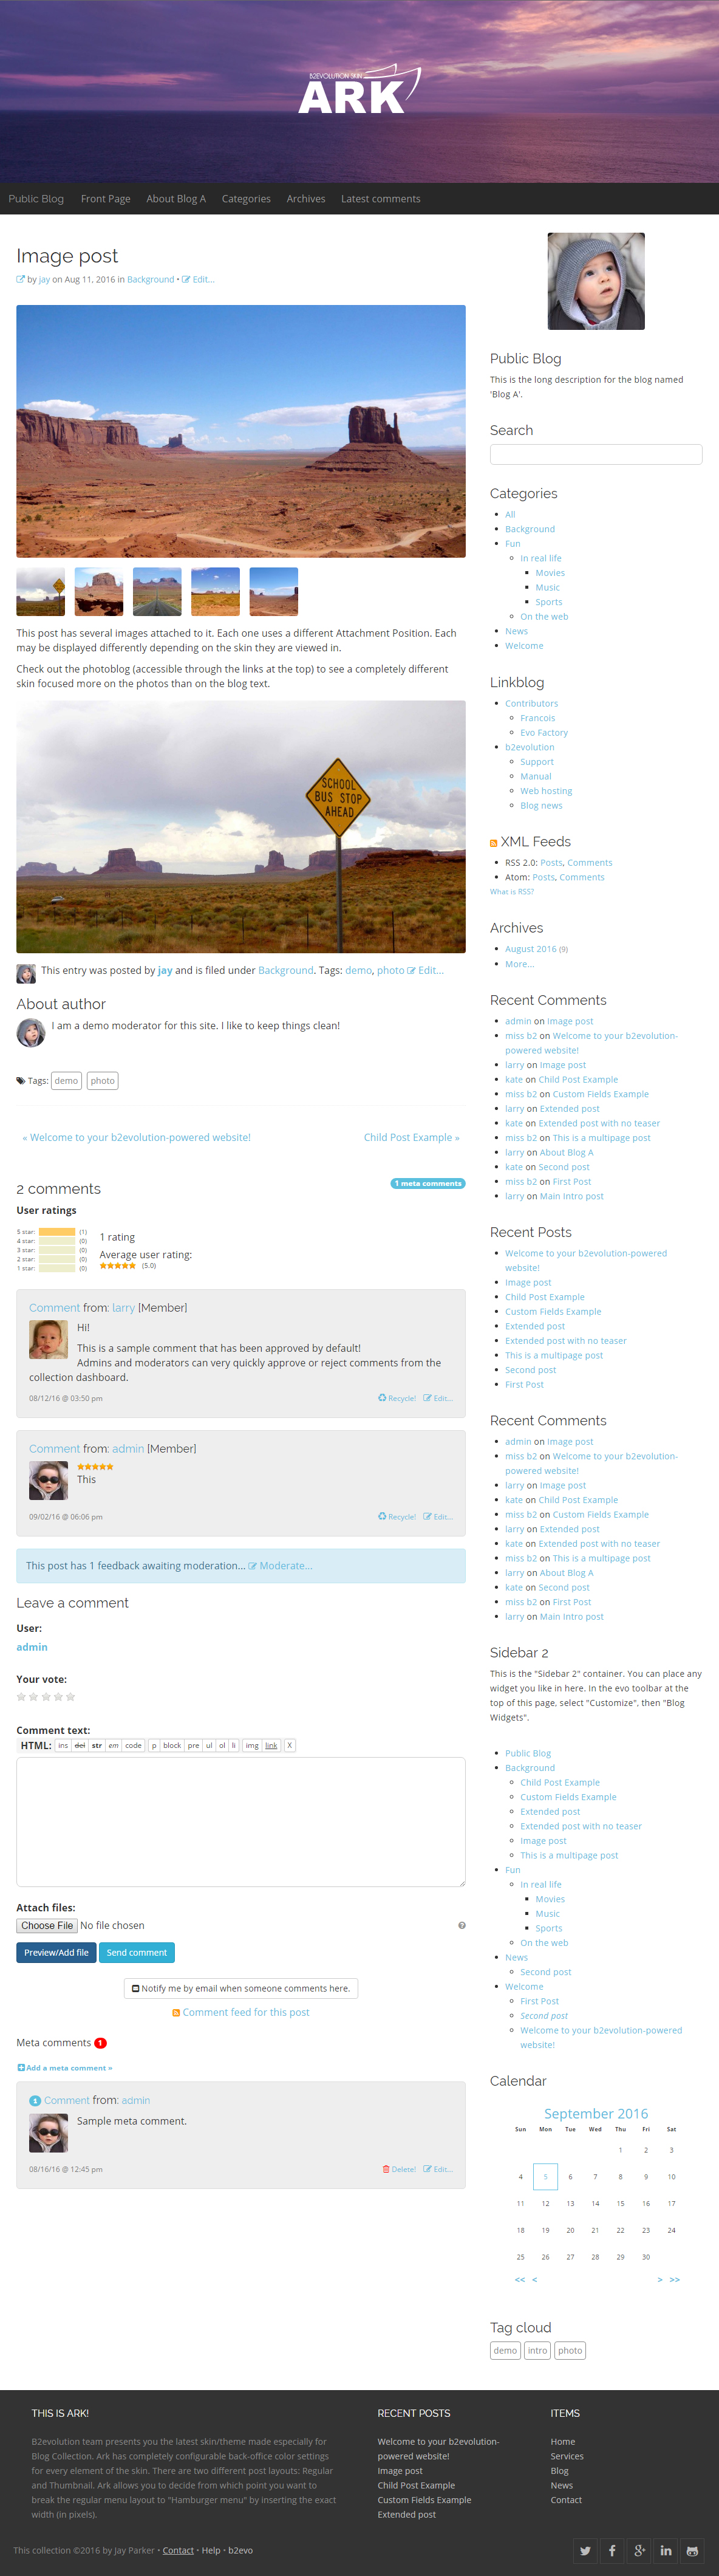 B2EVOLUTION SKIN
ARK
Public Blog Front Page About Blog A Categories Archives Latest comments
Image post
by jay on Aug 11, 2016 in Background • Edit...
This post has several images attached to it. Each one uses a different Attachment Position. Each
may be displayed differently depending on the skin they are viewed in.
Check out the photoblog (accessible through the links at the top) to see a completely different
skin focused more on the photos than on the blog text.
SCHOOL
BUS STOP
AHEAD
This entry was posted by jay and is filed under Background. Tags: demo, photo Edit...
About author
I am a demo moderator for this site. I like to keep things clean!
Tags: demo photo
« Welcome to your b2evolution-powered website! Child Post Example »
2 comments 1 meta comments
User ratings
5 star: (1)
4 star: (0)
3 star: (0)
2 star: (0)
1 star: (0)
1 rating
Average user rating:
(5.0)
Comment from: larry [Member]
Hi!
This is a sample comment that has been approved by default!
Admins and moderators can very quickly approve or reject comments from the
collection dashboard.
08/12/16 @ 03:50 pm Recycle! Edit...
Comment from: admin [Member]
This
09/02/16 @ 06:06 pm Recycle! Edit...
This post has 1 feedback awaiting moderation... Moderate...
Leave a comment
User:
admin
Your vote:
Comment text:
HTML: ins del str em code p block pre ul ol li img link X
Attach files:
Choose File No file chosen
Preview/Add file Send comment
Notify me by email when someone comments here.
Comment feed for this post
Meta comments 1
Add a meta comment »
1 Comment from: admin
Sample meta comment.
08/16/16 @ 12:45 pm Delete! Edit...
Public Blog
This is the long description for the blog named
'Blog A'.
Search
Categories
All
Background
Fun
In real life
Movies
Music
Sports
On the web
News
Welcome
Linkblog
Contributors
Francois
Evo Factory
b2evolution
Support
Manual
Web hosting
Blog news
XML Feeds
RSS 2.0: Posts, Comments
Atom: Posts, Comments
What is RSS?
Archives
August 2016 (9)
More...
Recent Comments
admin on Image post
miss b2 on Welcome to your b2evolution-
powered website!
larry on Image post
kate on Child Post Example
miss b2 on Custom Fields Example
larry on Extended post
kate on Extended post with no teaser
miss b2 on This is a multipage post
larry on About Blog A
kate on Second post
miss b2 on First Post
larry on Main Intro post
Recent Posts
Welcome to your b2evolution-powered
website!
Image post
Child Post Example
Custom Fields Example
Extended post
Extended post with no teaser
This is a multipage post
Second post
First Post
Recent Comments
admin on Image post
miss b2 on Welcome to your b2evolution-
powered website!
larry on Image post
kate on Child Post Example
miss b2 on Custom Fields Example
larry on Extended post
kate on Extended post with no teaser
miss b2 on This is a multipage post
larry on About Blog A
kate on Second post
miss b2 on First Post
larry on Main Intro post
Sidebar 2
This is the "Sidebar 2" container. You can place any
widget you like in here. In the evo toolbar at the
top of this page, select "Customize", then "Blog
Widgets".
Public Blog
Background
Child Post Example
Custom Fields Example
Extended post
Extended post with no teaser
Image post
This is a multipage post
Fun
In real life
Movies
Music
Sports
On the web
News
Second post
Welcome
First Post
Second post
Welcome to your b2evolution-powered
website!
Calendar
September 2016
Sun Mon Tue Wed Thu Fri Sat
1 2 3
4 5 6 7 8 9 10
11 12 13 14 15 16 17
18 19 20 21 22 23 24
25 26 27 28 29 30
<< < > >>
Tag cloud
demo intro photo
THIS IS ARK!
B2evolution team presents you the latest skin/theme made especially for
Blog Collection. Ark has completely configurable back-office color settings
for every element of the skin. There are two different post layouts: Regular
and Thumbnail. Ark allows you to decide from which point you want to
break the regular menu layout to "Hamburger menu" by inserting the exact
width (in pixels).
RECENT POSTS
Welcome to your b2evolution-
powered website!
Image post
Child Post Example
Custom Fields Example
Extended post
ITEMS
Home
Services
Blog
News
Contact
This collection ©2016 by Jay Parker • Contact • Help • b2evo